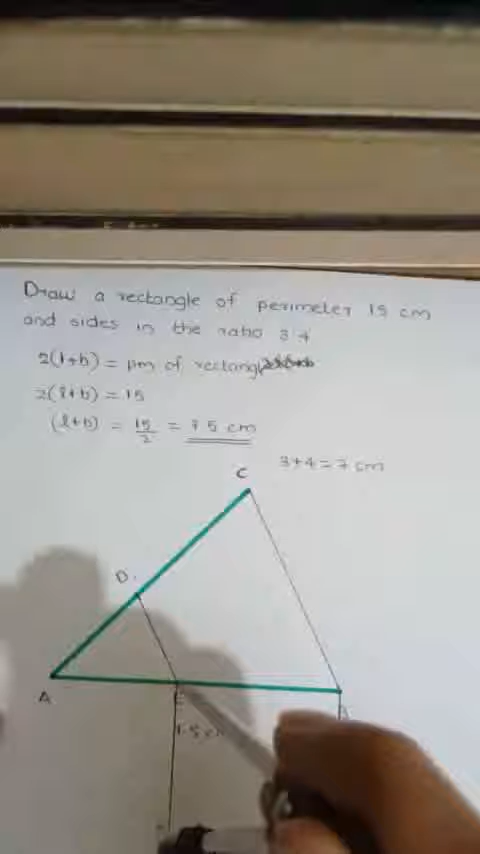 Draw a rectangle of perimeter 15 cm
and sides in the ratio 3:4
2(l+b) = pm of rectangle
2(l+b) = 15
(l+b) = 15/2 = 7.5 cm
3+4=7 cm
C
D
A
E